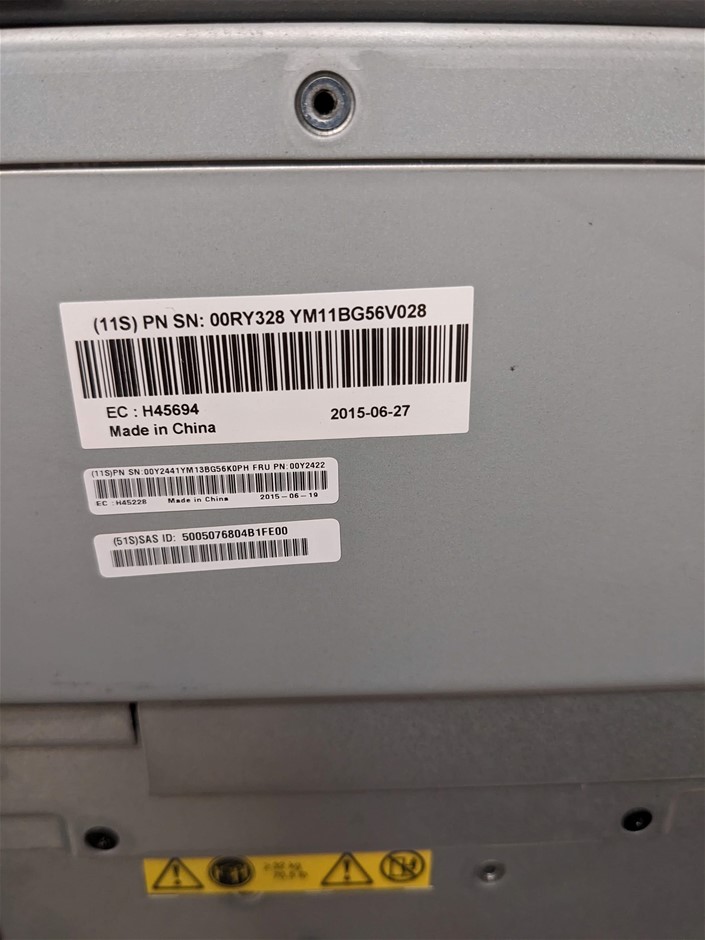 (11S) PN SN: 00RY328 YM11BG56V028
EC : H45694
2015-06-27
Made in China
(11S)PN SN:00Y2441YM13BG56K0PH FRU PN:00Y2422
EC :H45228 Made in China 2015-06-19
(51S)SAS ID: 5005076804B1FE00